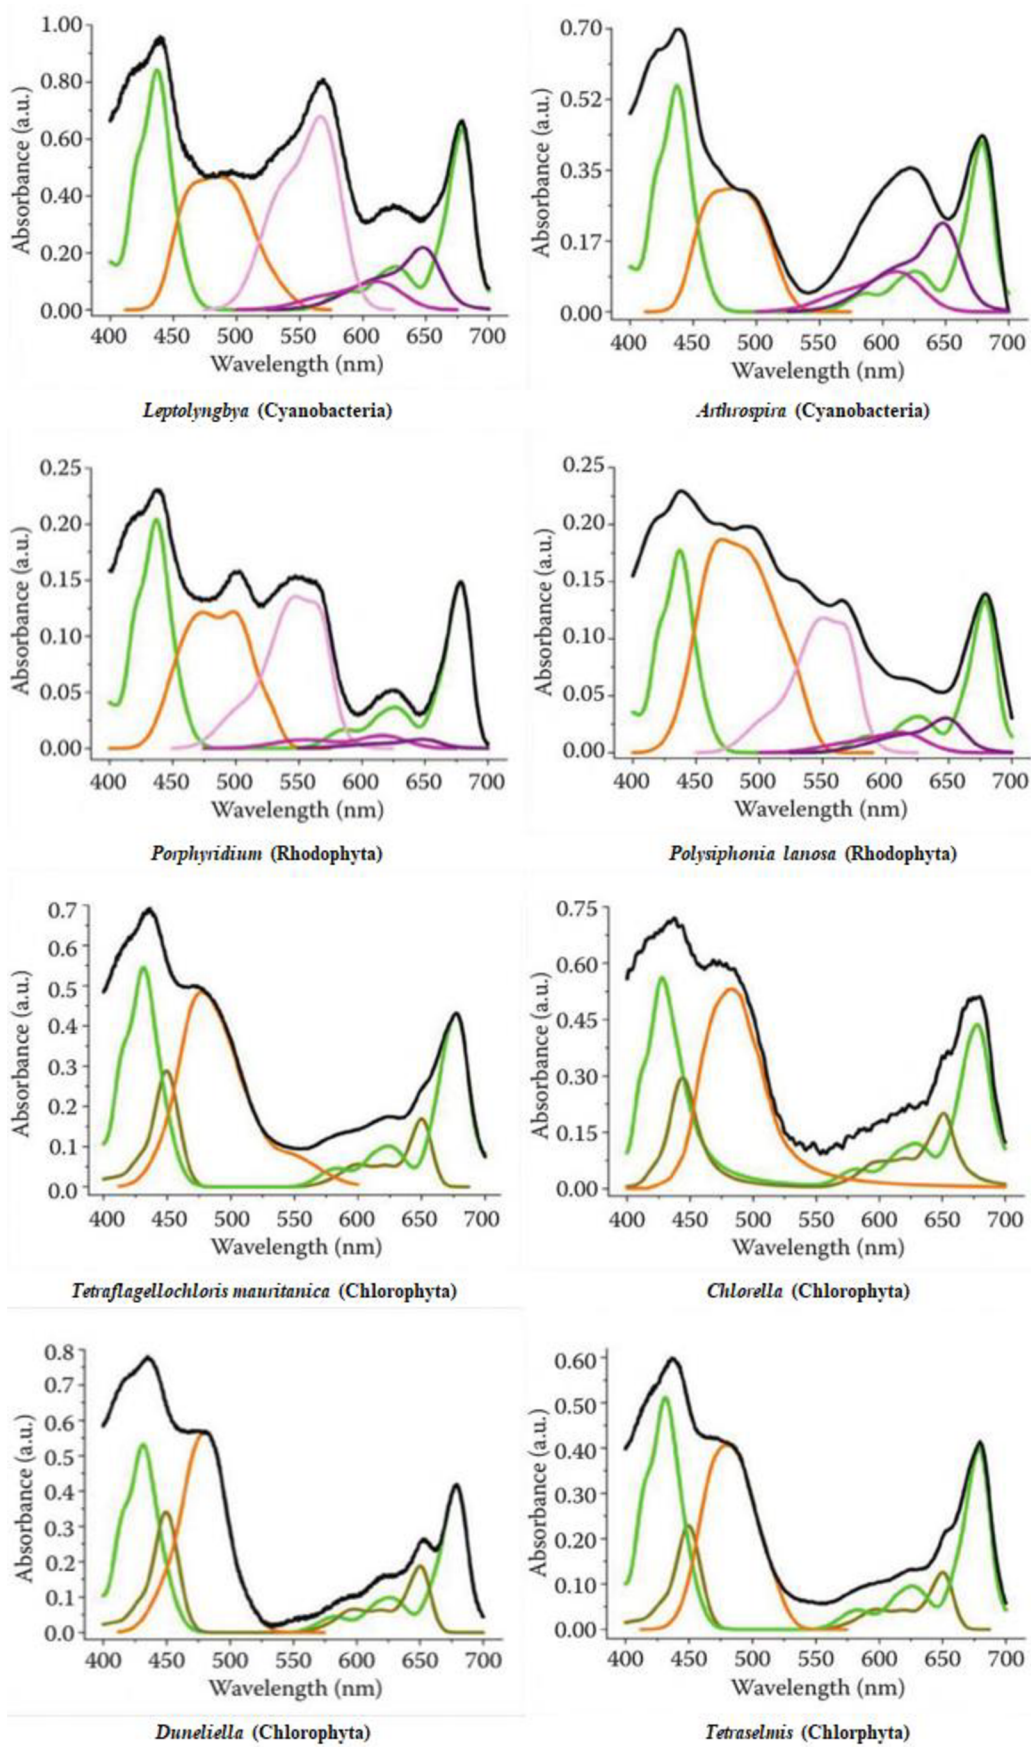 1.00
0.80
0.60
0.40
0.20
0.00
Absorbance (a.u.)
400 450 500 550 600 650 700
Wavelength (nm)
Leptolyngbya (Cyanobacteria)
0.70
0.52
0.35
0.17
0.00
Absorbance (a.u.)
400 450 500 550 600 650 700
Wavelength (nm)
Arthrospira (Cyanobacteria)
0.25
0.20
0.15
0.10
0.05
0.00
Absorbance (a.u.)
400 450 500 550 600 650 700
Wavelength (nm)
Porphyridium (Rhodophyta)
0.25
0.20
0.15
0.10
0.05
0.00
Absorbance (a.u.)
400 450 500 550 600 650 700
Wavelength (nm)
Polysiphonia lanosa (Rhodophyta)
0.7
0.6
0.5
0.4
0.3
0.2
0.1
0.0
Absorbance (a.u.)
400 450 500 550 600 650 700
Wavelength (nm)
Tetraflagellochloris mauritanica (Chlorophyta)
0.75
0.60
0.45
0.30
0.15
0.00
Absorbance (a.u.)
400 450 500 550 600 650 700
Wavelength (nm)
Chlorella (Chlorophyta)
0.8
0.7
0.6
0.5
0.4
0.3
0.2
0.1
0.0
Absorbance (a.u.)
400 450 500 550 600 650 700
Wavelength (nm)
Duneliella (Chlorophyta)
0.60
0.50
0.40
0.30
0.20
0.10
0.00
Absorbance (a.u.)
400 450 500 550 600 650 700
Wavelength (nm)
Tetraselmis (Chlorphyta)